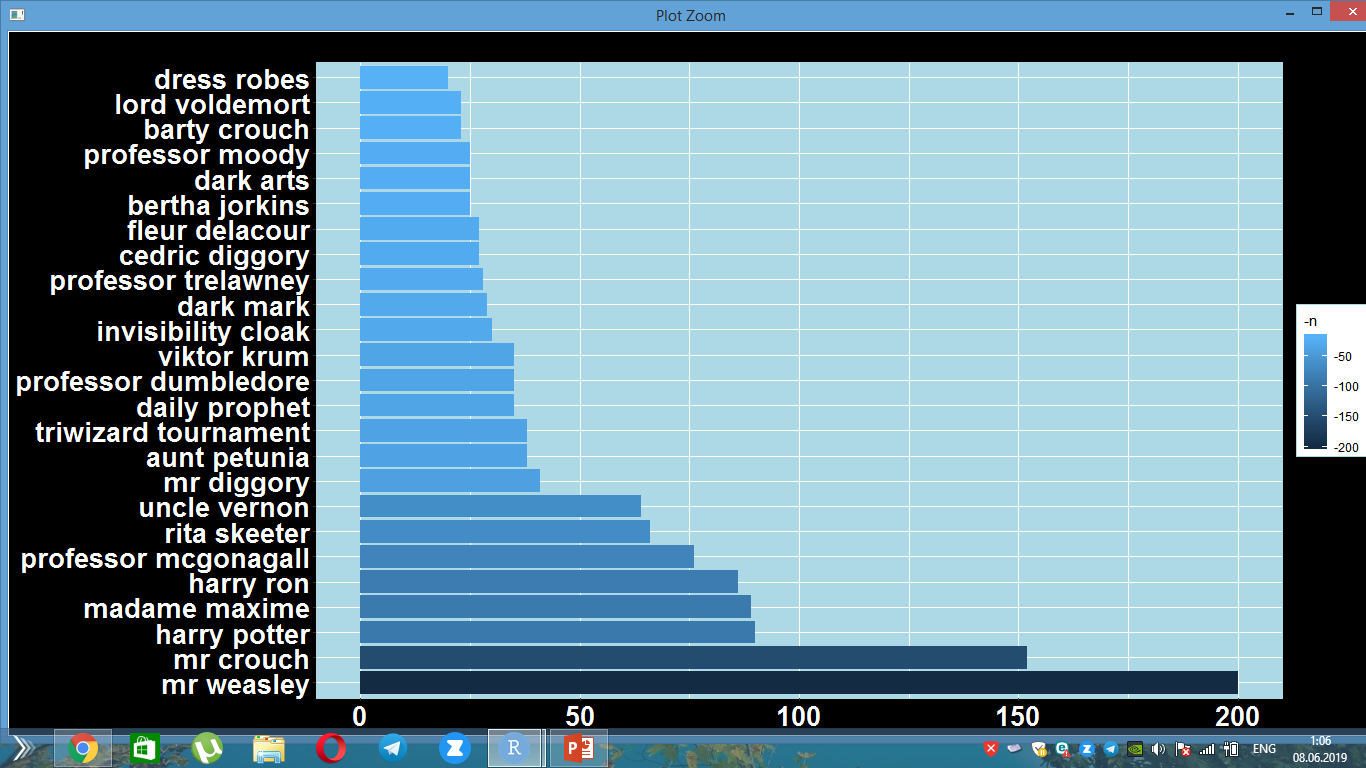 Plot Zoom
dress robes
lord voldemort
barty crouch
professor moody
dark arts
bertha jorkins
fleur delacour
cedric diggory
professor trelawney
dark mark
invisibility cloak
viktor krum
professor dumbledore
daily prophet
triwizard tournament
aunt petunia
mr diggory
uncle vernon
rita skeeter
professor mcgonagall
harry ron
madame maxime
harry potter
mr crouch
mr weasley
0 50 100 150 200
-n
-50
-100
-150
-200
R
P
ENG
1:06
08.06.2019